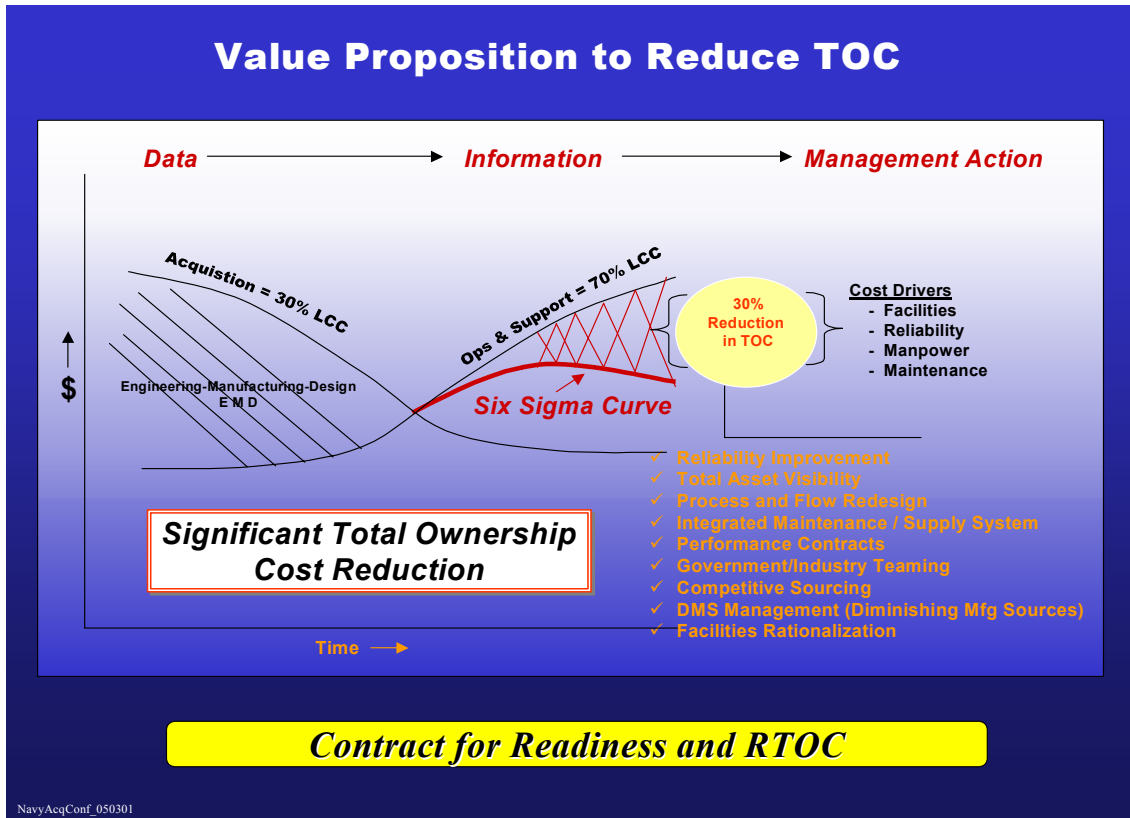 Value Proposition to Reduce TOC
Data
Information
Management Action
Acquistion = 30% LCC
Ops & Support = 70% LCC
30%
Reduction
in TOC
Cost Drivers
- Facilities
- Reliability
- Manpower
- Maintenance
$
Engineering-Manufacturing-Design
E M D
Six Sigma Curve
✓ Reliability Improvement
✓ Total Asset Visibility
✓ Process and Flow Redesign
✓ Integrated Maintenance / Supply System
✓ Performance Contracts
✓ Government/Industry Teaming
✓ Competitive Sourcing
✓ DMS Management (Diminishing Mfg Sources)
✓ Facilities Rationalization
Significant Total Ownership
Cost Reduction
Time
Contract for Readiness and RTOC
NavyAcqConf_050301